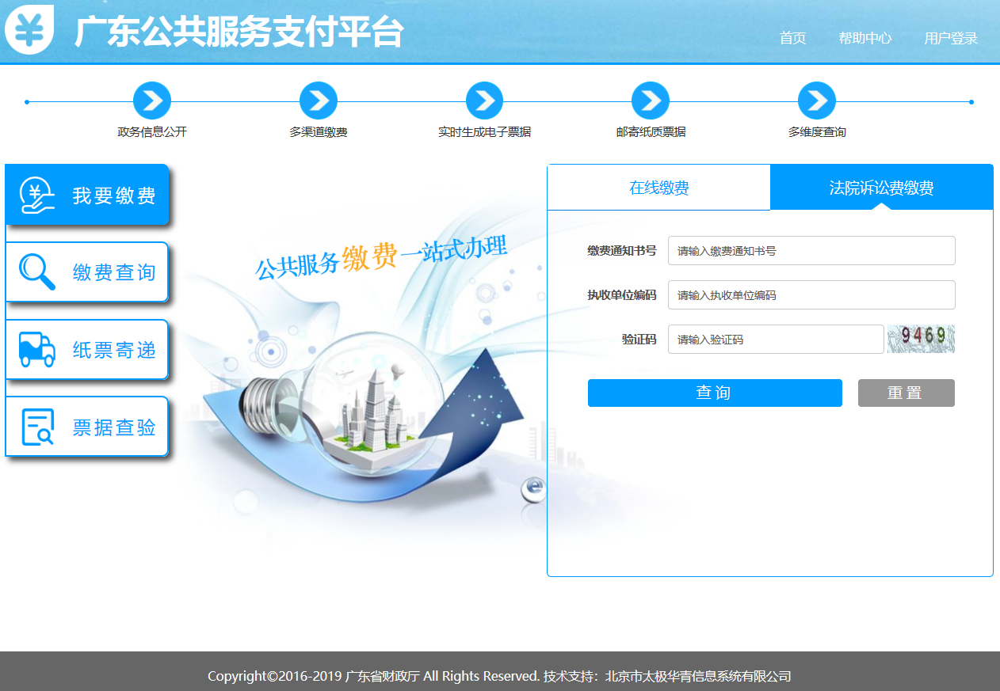 广东公共服务支付平台
首页 帮助中心 用户登录
政务信息公开 多渠道缴费 实时生成电子票据 邮寄纸质票据 多维度查询
我要缴费
缴费查询
纸票寄递
票据查验
公共服务缴费一站式办理
在线缴费 法院诉讼费缴费
缴费通知书号 请输入缴费通知书号
执收单位编码 请输入执收单位编码
验证码 请输入验证码 9469
查 询 重 置
Copyright©2016-2019 广东省财政厅 All Rights Reserved. 技术支持：北京市太极华青信息系统有限公司